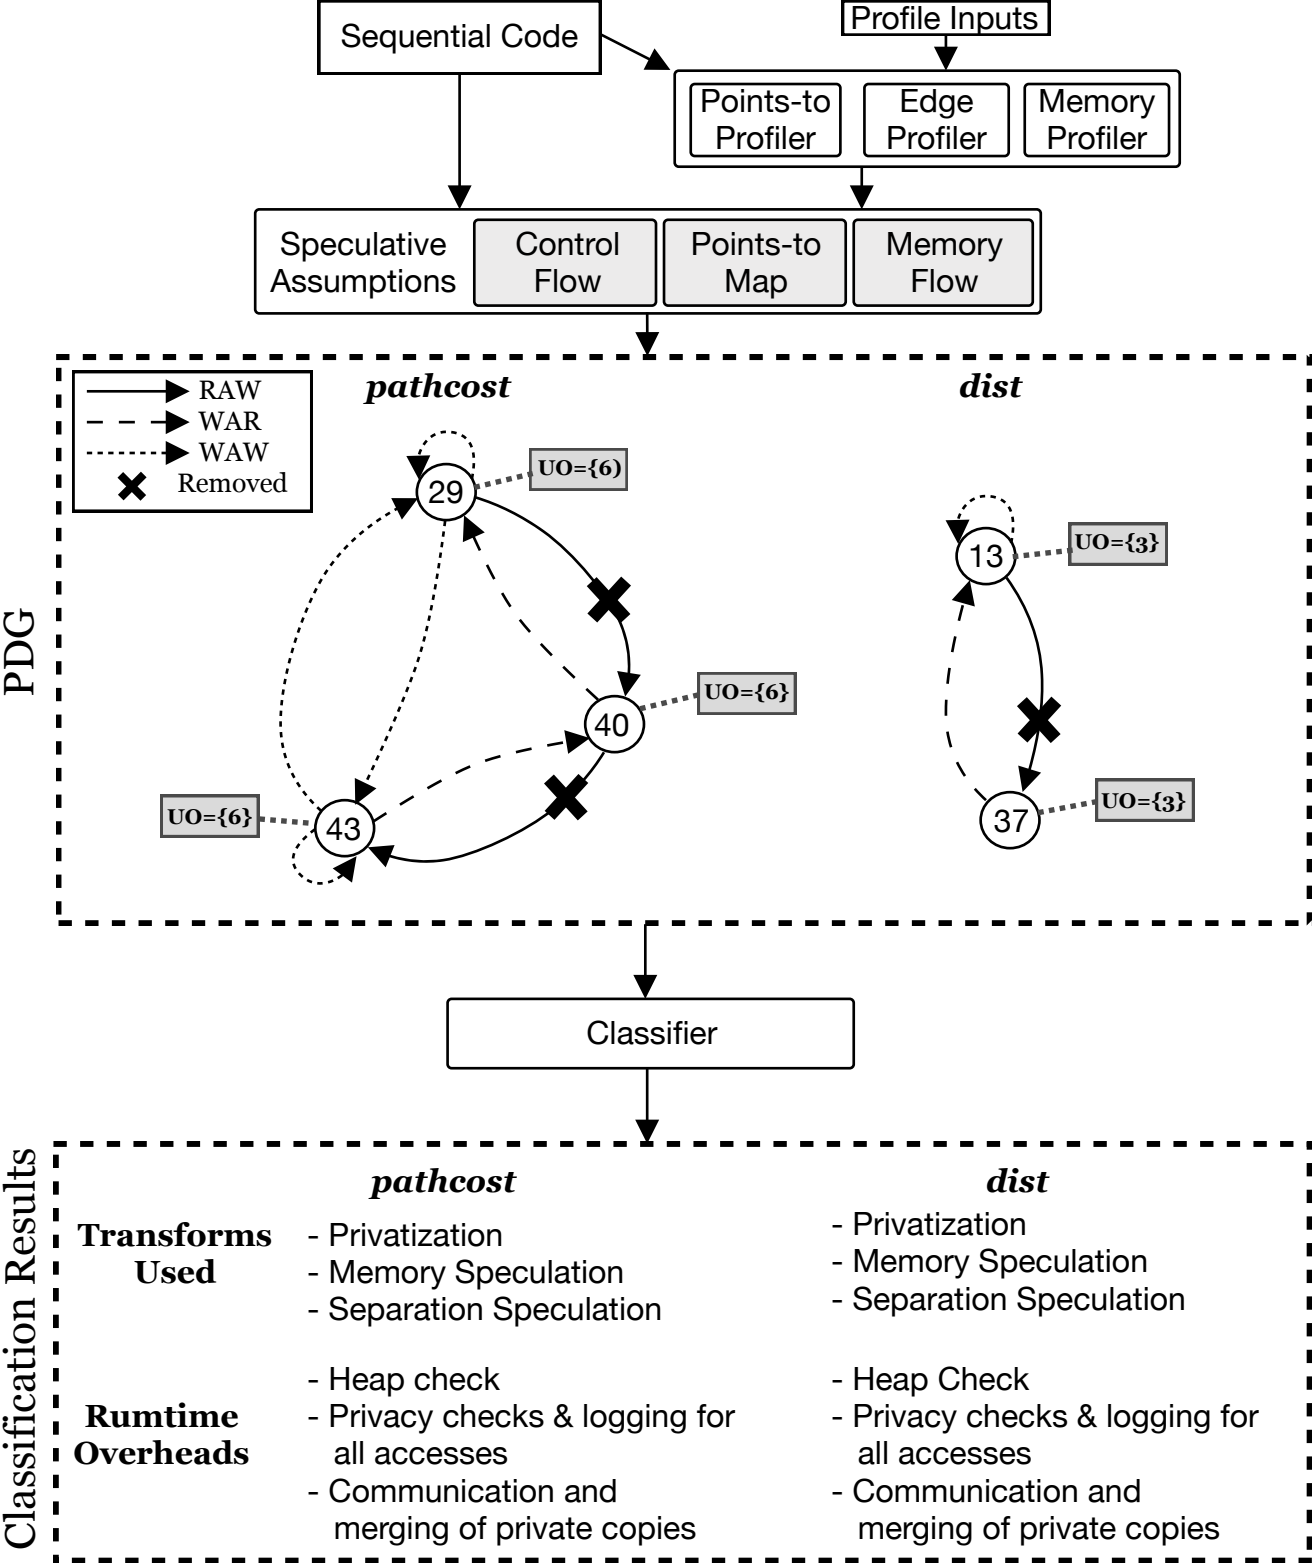 Sequential Code
Profile Inputs
Points-to
Profiler
Edge
Profiler
Memory
Profiler
Speculative
Assumptions
Control
Flow
Points-to
Map
Memory
Flow
PDG
RAW
WAR
WAW
Removed
pathcost
dist
29
UO={6)
13
UO={3}
40
UO={6}
43
UO={6}
37
UO={3}
Classifier
Classification Results
pathcost
dist
Transforms
Used
- Privatization
- Memory Speculation
- Separation Speculation
- Privatization
- Memory Speculation
- Separation Speculation
Rumtime
Overheads
- Heap check
- Privacy checks & logging for
all accesses
- Communication and
merging of private copies
- Heap Check
- Privacy checks & logging for
all accesses
- Communication and
merging of private copies